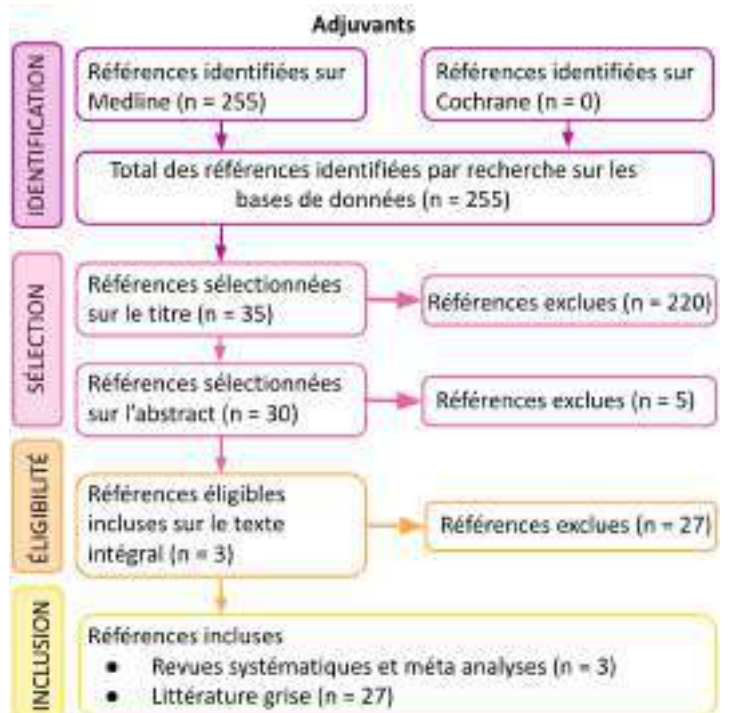 Adjuvants
IDENTIFICATION
Références identifiées sur
Medline (n = 255)
Références identifiées sur
Cochrane (n = 0)
Total des références identifiées par recherche sur les
bases de données (n = 255)
SÉLECTION
Références sélectionnées
sur le titre (n = 35)
Références exclues (n = 220)
Références sélectionnées
sur l'abstract (n = 30)
Références exclues (n = 5)
ÉLIGIBILITÉ
Références éligibles
incluses sur le texte
intégral (n = 3)
Références exclues (n = 27)
INCLUSION
Références incluses
● Revues systématiques et méta analyses (n = 3)
● Littérature grise (n = 27)